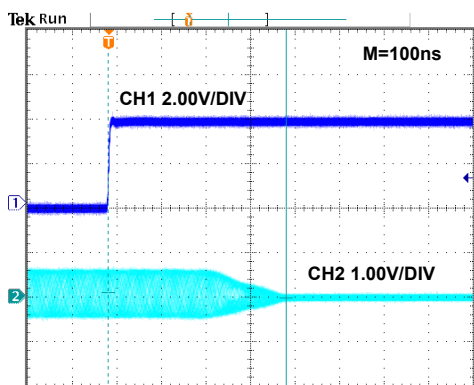 Tek Run
T
T
M=100ns
CH1 2.00V/DIV
1
CH2 1.00V/DIV
2